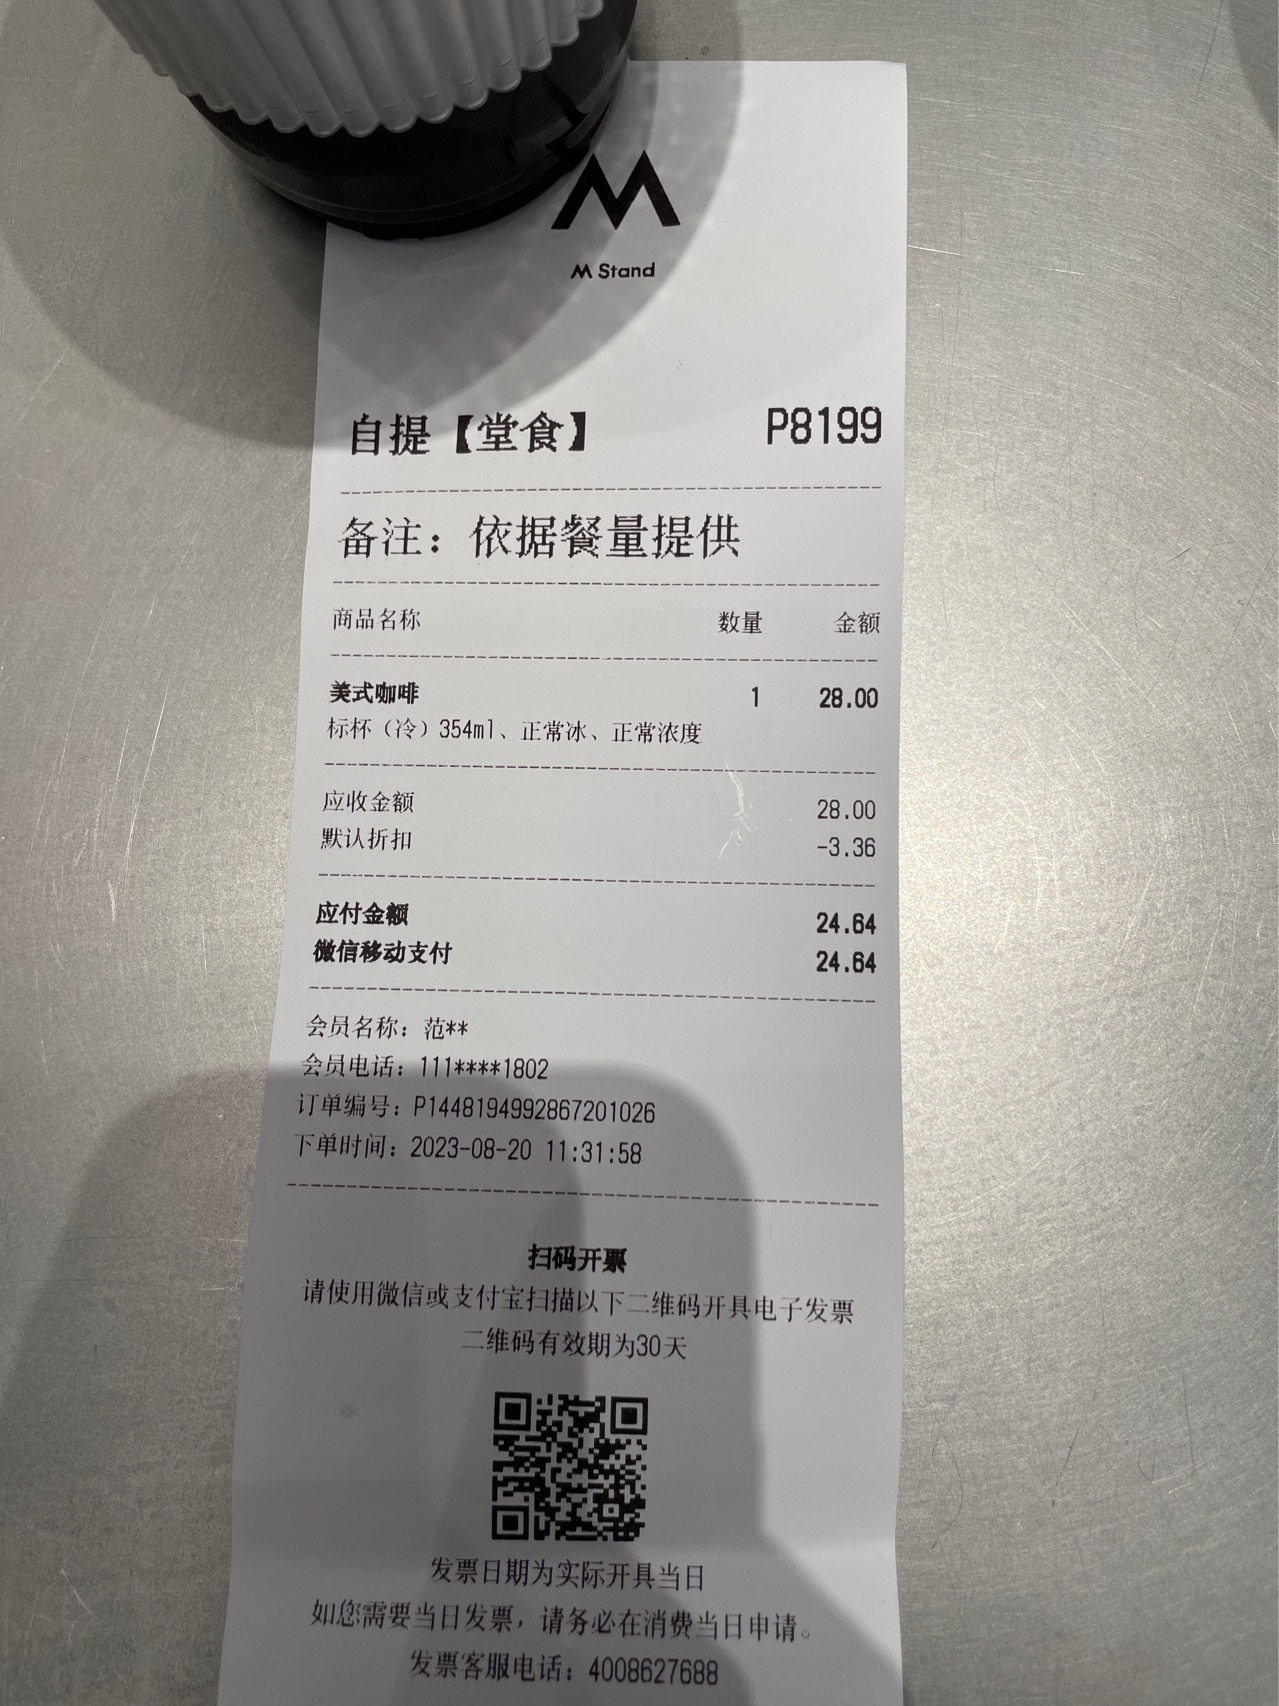 M
M Stand
自提【堂食】 P8199
备注：依据餐量提供
商品名称 数量 金额
美式咖啡 1 28.00
标杯（冷）354ml、正常冰、正常浓度
应收金额 28.00
默认折扣 -3.36
应付金额 24.64
微信移动支付 24.64
会员名称：范**
会员电话：111****1802
订单编号：P1448194992867201026
下单时间：2023-08-20 11:31:58
扫码开票
请使用微信或支付宝扫描以下二维码开具电子发票
二维码有效期为30天
发票日期为实际开具当日
如您需要当日发票，请务必在消费当日申请。
发票客服电话：4008627688